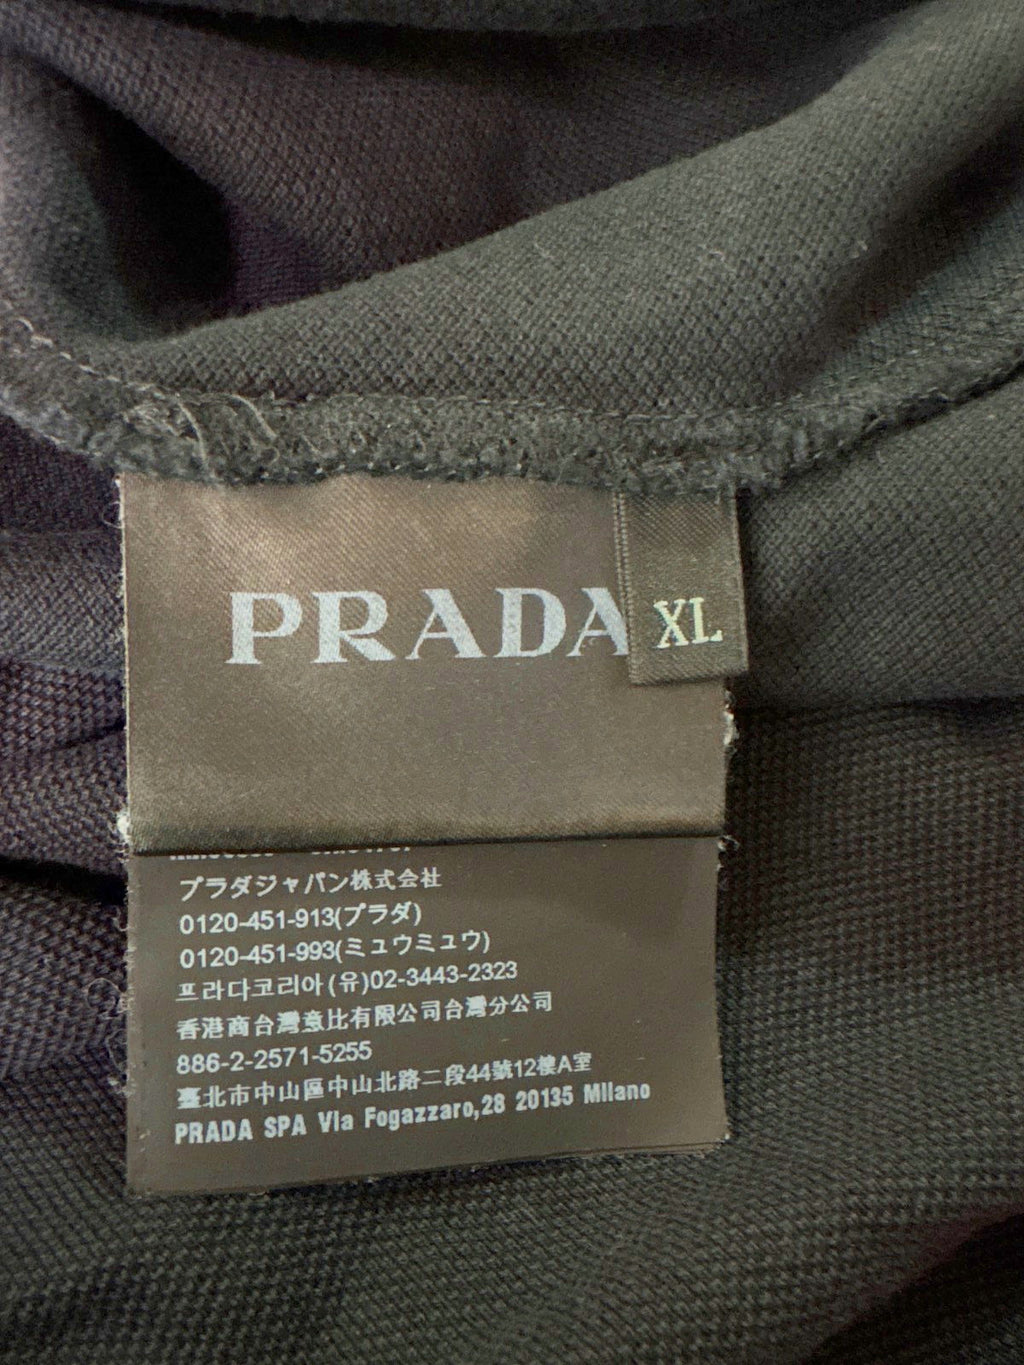 PRADA
XL
プラダジャパン株式会社
0120-451-913(プラダ)
0120-451-993(ミュウミュウ)
프라다코리아(유)02-3443-2323
香港商台灣意比有限公司台灣分公司
886-2-2571-5255
臺北市中山區中山北路二段44號12樓A室
PRADA SPA Via Fogazzaro,28 20135 Milano